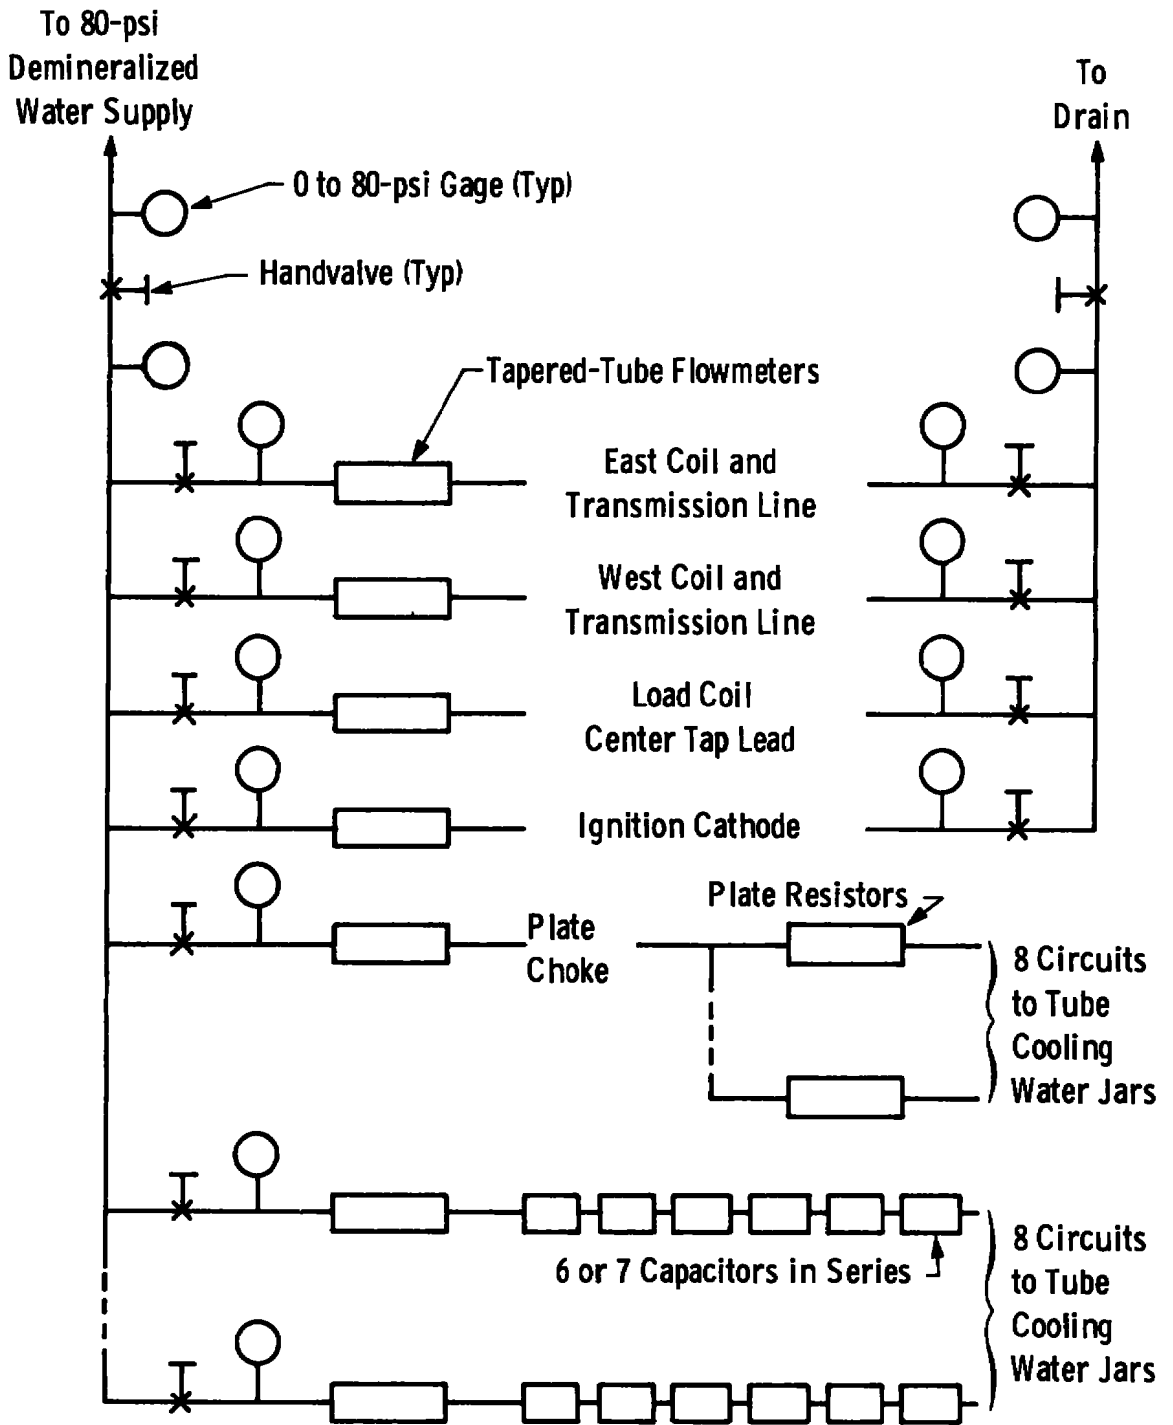 To 80-psi
Demineralized
Water Supply
To
Drain
0 to 80-psi Gage (Typ)
Handvalve (Typ)
Tapered-Tube Flowmeters
East Coil and
Transmission Line
West Coil and
Transmission Line
Load Coil
Center Tap Lead
Ignition Cathode
Plate Resistors
Plate
Choke
8 Circuits
to Tube
Cooling
Water Jars
6 or 7 Capacitors in Series
8 Circuits
to Tube
Cooling
Water Jars